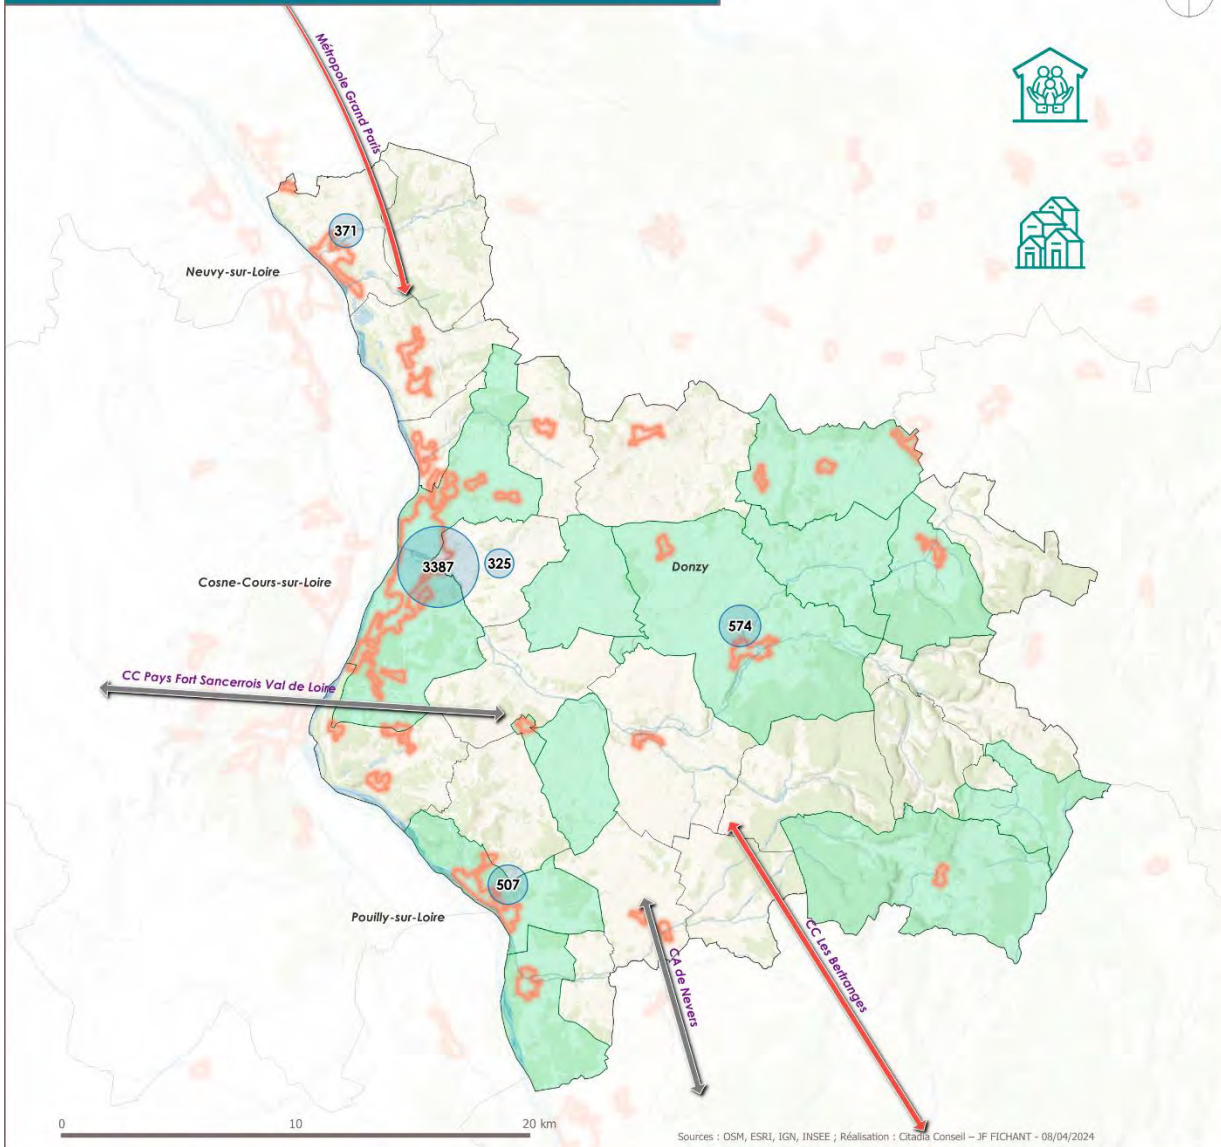 Métropole Grand Paris
371
Neuvy-sur-Loire
3387
325
Donzy
Cosne-Cours-sur-Loire
574
CC Pays Fort Sancerrois Val de Loire
507
Pouilly-sur-Loire
CC Les Bertranges
CA de Nevers
0 10 20 km
Sources : OSM, ESRI, IGN, INSEE ; Réalisation : Citadia Conseil – JF FICHANT - 08/04/2024